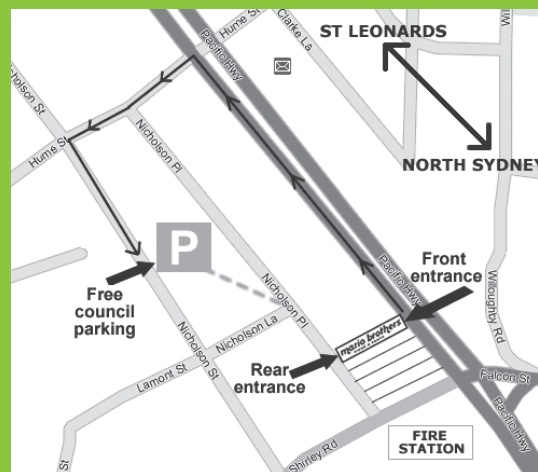 ST LEONARDS
NORTH SYDNEY
Hume St
Clarke La
Pacific Hwy
Nicholson St
Hume St
Nicholson Pl
P
Free
council
parking
Pacific Hwy
Front
entrance
Willoughby Rd
Nicholson Pl
Nicholson La
Nicholson St
mario brothers
Rear
entrance
Lamont St
Falcon St
Pacific Hwy
Shirley Rd
FIRE
STATION
St